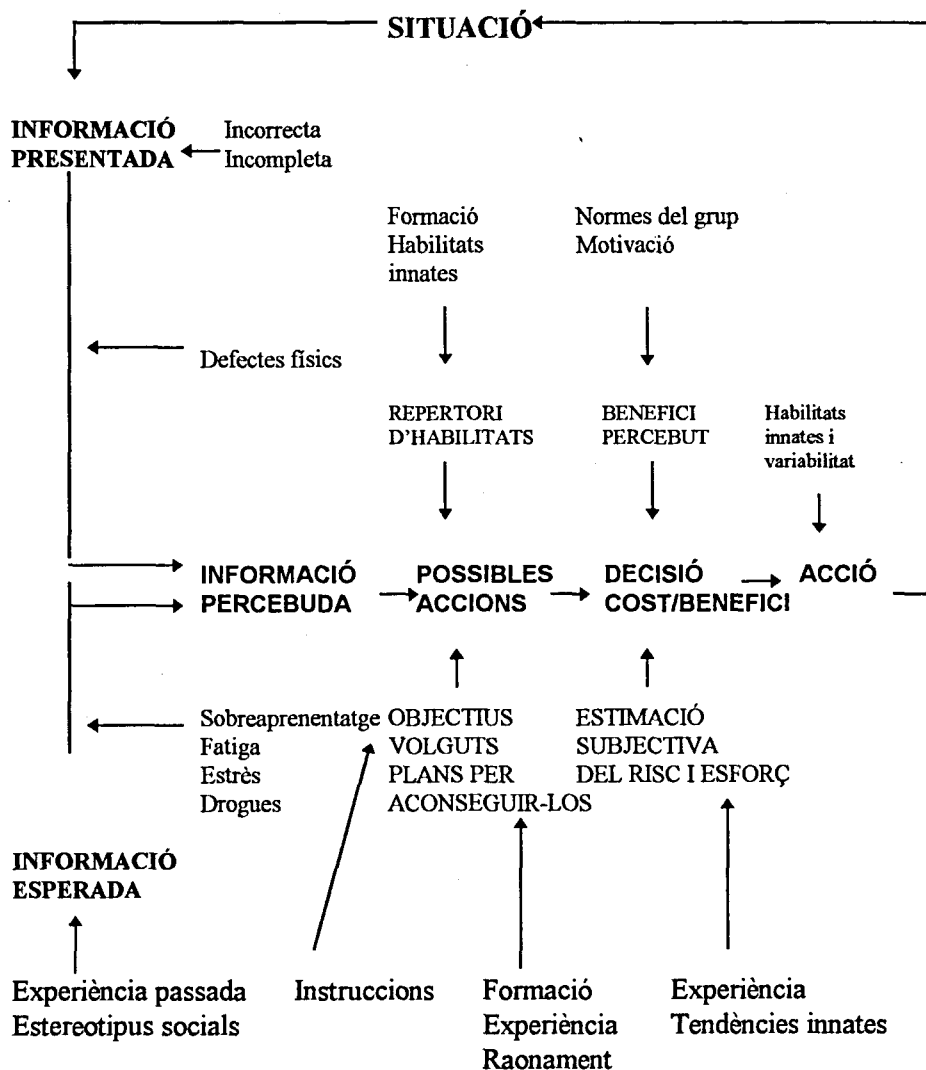 SITUACIÓ
INFORMACIÓ
PRESENTADA
Incorrecta
Incompleta
Formació
Habilitats
innates
Normes del grup
Motivació
Defectes físics
REPERTORI
D'HABILITATS
BENEFICI
PERCEBUT
Habilitats
innates i
variabilitat
INFORMACIÓ
PERCEBUDA
POSSIBLES
ACCIONS
DECISIÓ
COST/BENEFICI
ACCIÓ
Sobreaprenentatge
Fatiga
Estrès
Drogues
OBJECTIUS
VOLGUTS
PLANS PER
ACONSEGUIR-LOS
ESTIMACIÓ
SUBJECTIVA
DEL RISC I ESFORÇ
INFORMACIÓ
ESPERADA
Experiència passada
Estereotipus socials
Instruccions
Formació
Experiència
Raonament
Experiència
Tendències innates